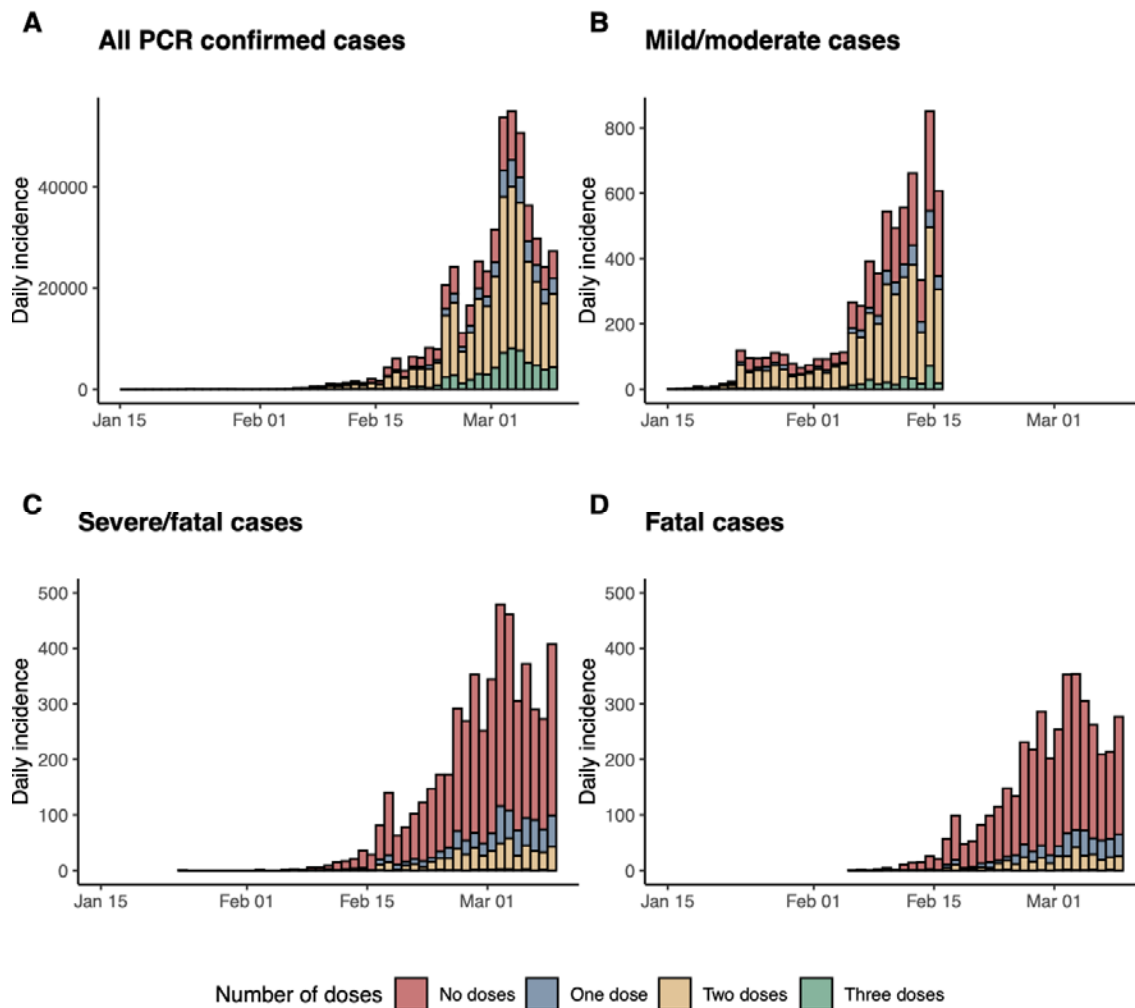 A All PCR confirmed cases
B Mild/moderate cases
Daily incidence
40000
20000
0
Jan 15 Feb 01 Feb 15 Mar 01
Daily incidence
800
600
400
200
0
Jan 15 Feb 01 Feb 15 Mar 01
C Severe/fatal cases
D Fatal cases
Daily incidence
500
400
300
200
100
0
Jan 15 Feb 01 Feb 15 Mar 01
Daily incidence
500
400
300
200
100
0
Jan 15 Feb 01 Feb 15 Mar 01
Number of doses No doses One dose Two doses Three doses